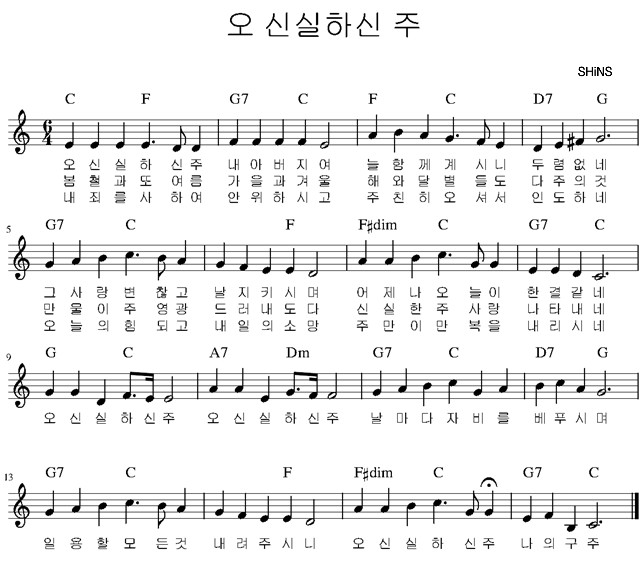 오 신실하신 주
SHiNS
C F G7 C F C D7 G
6
4
오 신 실 하 신 주 내 아 버 지 여 늘 함 께 계 시 니 두 렴 없 네
봄 철 과 또 여 름 가 을 과 겨 울 해 와 달 별 들 도 다 주 의 것
내 죄 를 사 하 여 안 위 하 시 고 주 친 히 오 셔 서 인 도 하 네
5 G7 C F F#dim C G7 C
그 사 랑 변 찮 고 날 지 키 시 며 어 제 나 오 늘 이 한 결 같 네
만 물 이 주 영 광 드 러 내 도 다 신 실 한 주 사 랑 나 타 내 네
오 늘 의 힘 되 고 내 일 의 소 망 주 만 이 만 복 을 내 리 시 네
9 G C A7 Dm G7 C D7 G
오 신 실 하 신 주 오 신 실 하 신 주 날 마 다 자 비 를 베 푸 시 며
13 G7 C F F#dim C G7 C
일 용 할 모 든 것 내 려 주 시 니 오 신 실 하 신 주 나 의 구 주